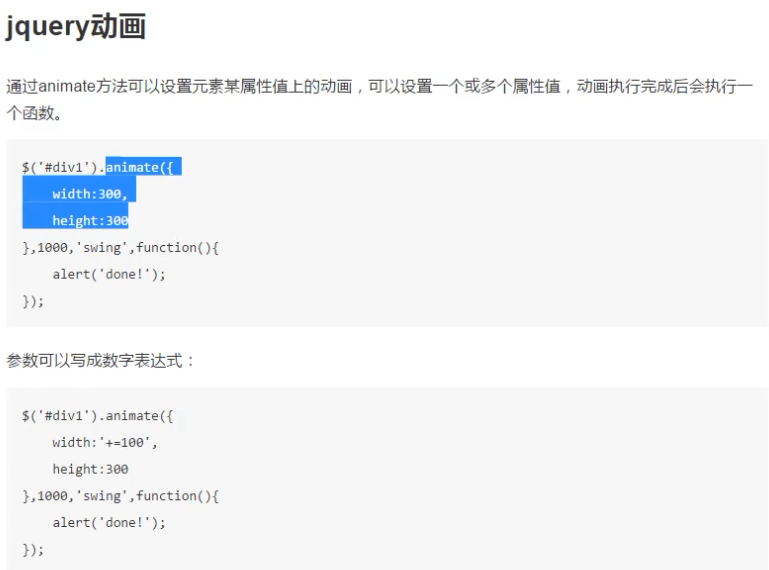 jquery动画
通过animate方法可以设置元素某属性值上的动画，可以设置一个或多个属性值，动画执行完成后会执行一
个函数。
$('#div1').animate({
    width:300,
    height:300
},1000,'swing',function(){
    alert('done!');
});
参数可以写成数字表达式：
$('#div1').animate({
    width:'+=100',
    height:300
},1000,'swing',function(){
    alert('done!');
});